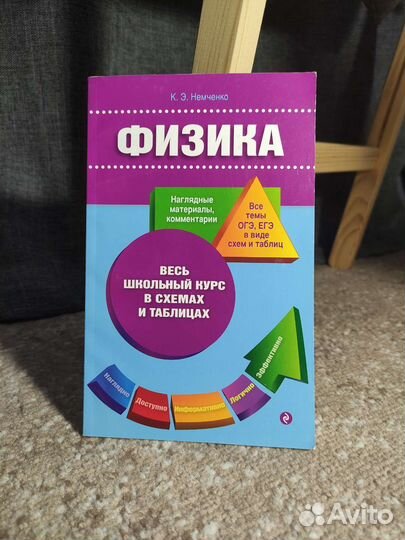 К. Э. Немченко
ФИЗИКА
Наглядные
материалы,
комментарии
Все
темы
ОГЭ, ЕГЭ
в виде
схем и таблиц
ВЕСЬ
ШКОЛЬНЫЙ КУРС
В СХЕМАХ
И ТАБЛИЦАХ
Наглядно
Доступно
Информативно
Логично
Эффективно
Avito